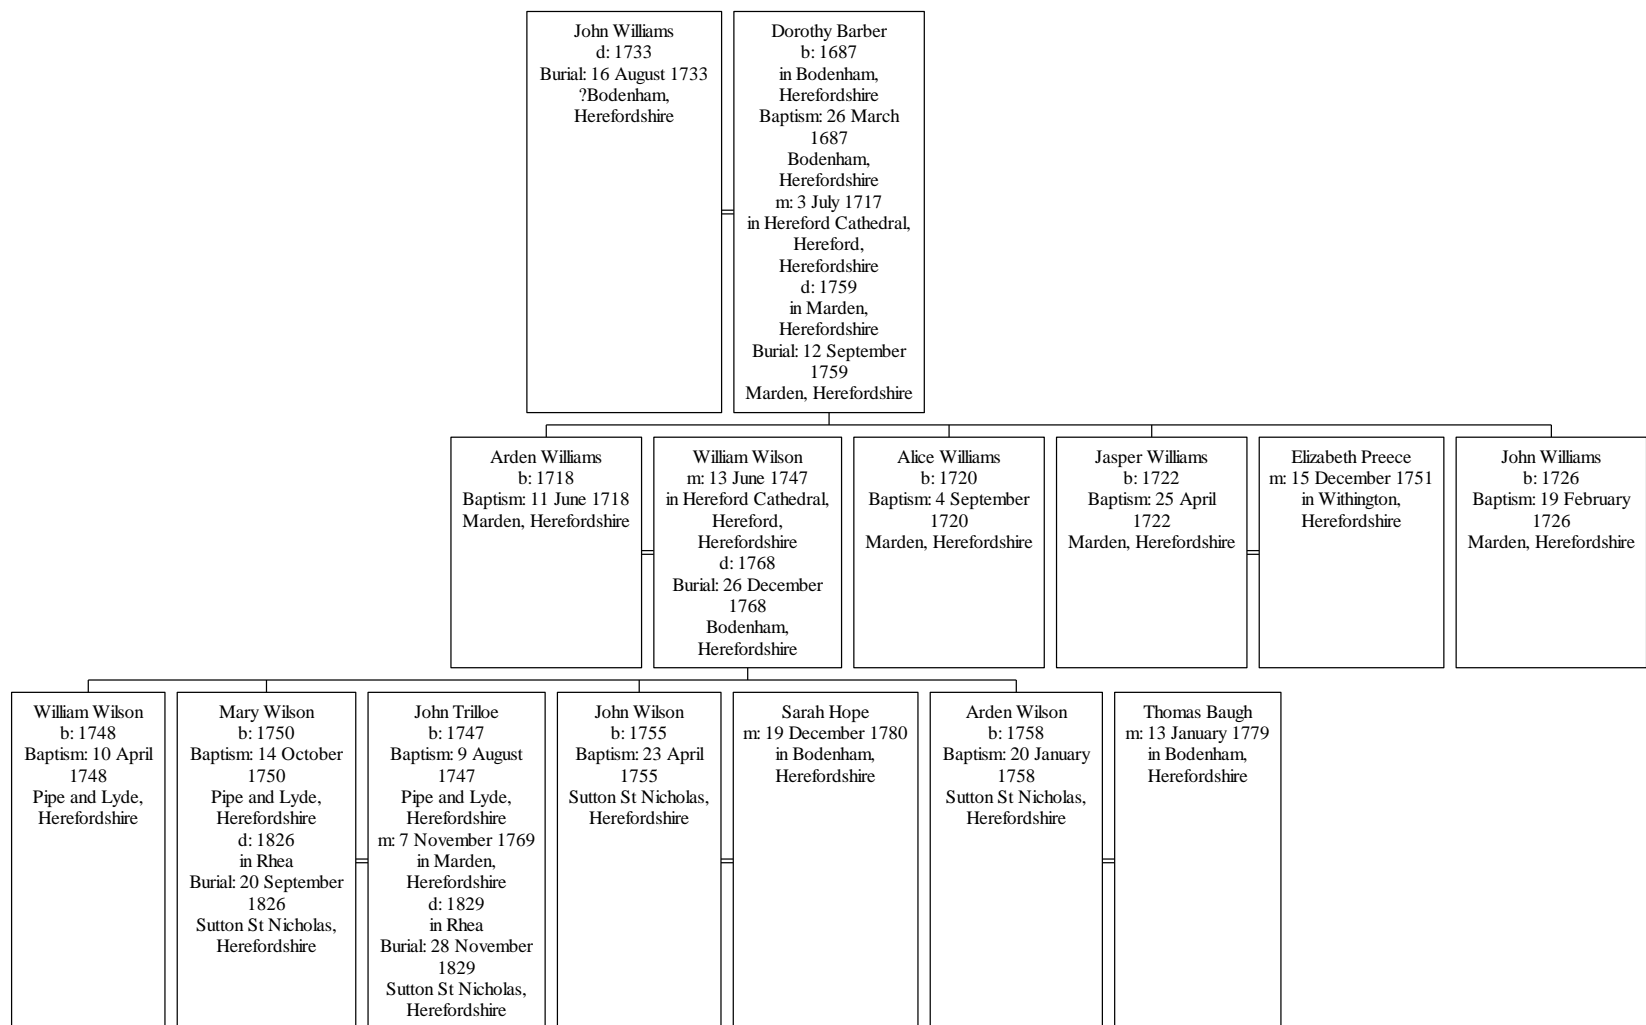 John Williams
d: 1733
Burial: 16 August 1733
?Bodenham,
Herefordshire
Dorothy Barber
b: 1687
in Bodenham,
Herefordshire
Baptism: 26 March
1687
Bodenham,
Herefordshire
m: 3 July 1717
in Hereford Cathedral,
Hereford,
Herefordshire
d: 1759
in Marden,
Herefordshire
Burial: 12 September
1759
Marden, Herefordshire
Arden Williams
b: 1718
Baptism: 11 June 1718
Marden, Herefordshire
William Wilson
m: 13 June 1747
in Hereford Cathedral,
Hereford,
Herefordshire
d: 1768
Burial: 26 December
1768
Bodenham,
Herefordshire
Alice Williams
b: 1720
Baptism: 4 September
1720
Marden, Herefordshire
Jasper Williams
b: 1722
Baptism: 25 April
1722
Marden, Herefordshire
Elizabeth Preece
m: 15 December 1751
in Withington,
Herefordshire
John Williams
b: 1726
Baptism: 19 February
1726
Marden, Herefordshire
William Wilson
b: 1748
Baptism: 10 April
1748
Pipe and Lyde,
Herefordshire
Mary Wilson
b: 1750
Baptism: 14 October
1750
Pipe and Lyde,
Herefordshire
d: 1826
in Rhea
Burial: 20 September
1826
Sutton St Nicholas,
Herefordshire
John Trilloe
b: 1747
Baptism: 9 August
1747
Pipe and Lyde,
Herefordshire
m: 7 November 1769
in Marden,
Herefordshire
d: 1829
in Rhea
Burial: 28 November
1829
Sutton St Nicholas,
Herefordshire
John Wilson
b: 1755
Baptism: 23 April
1755
Sutton St Nicholas,
Herefordshire
Sarah Hope
m: 19 December 1780
in Bodenham,
Herefordshire
Arden Wilson
b: 1758
Baptism: 20 January
1758
Sutton St Nicholas,
Herefordshire
Thomas Baugh
m: 13 January 1779
in Bodenham,
Herefordshire